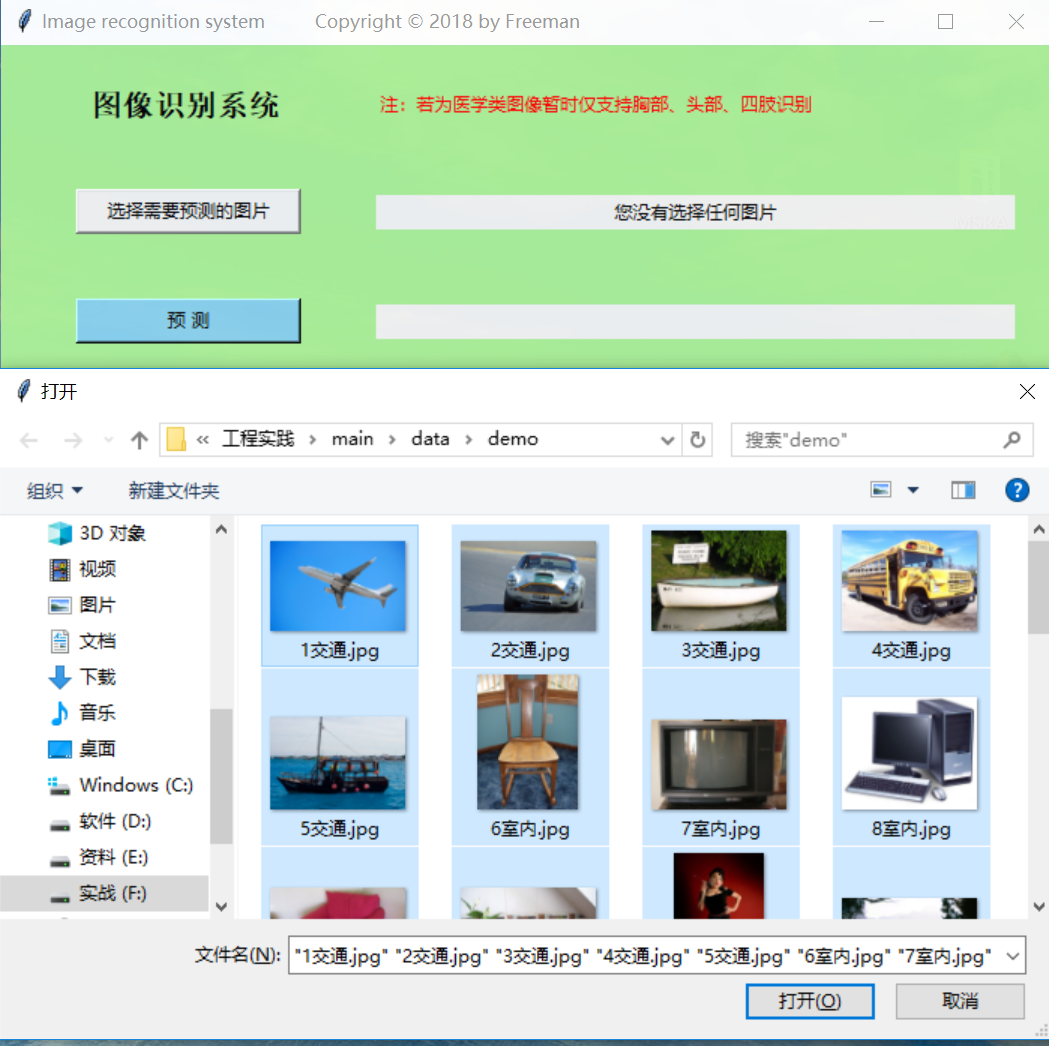 Image recognition system Copyright © 2018 by Freeman
图像识别系统 注：若为医学类图像暂时仅支持胸部、头部、四肢识别
选择需要预测的图片 您没有选择任何图片
预 测
打开
« 工程实践 › main › data › demo 搜索"demo"
组织 新建文件夹
3D 对象
视频
图片
文档
下载
音乐
桌面
Windows (C:)
软件 (D:)
资料 (E:)
实战 (F:)
1交通.jpg 2交通.jpg 3交通.jpg 4交通.jpg
5交通.jpg 6室内.jpg 7室内.jpg 8室内.jpg
文件名(N): "1交通.jpg" "2交通.jpg" "3交通.jpg" "4交通.jpg" "5交通.jpg" "6室内.jpg" "7室内.jpg"
打开(O) 取消